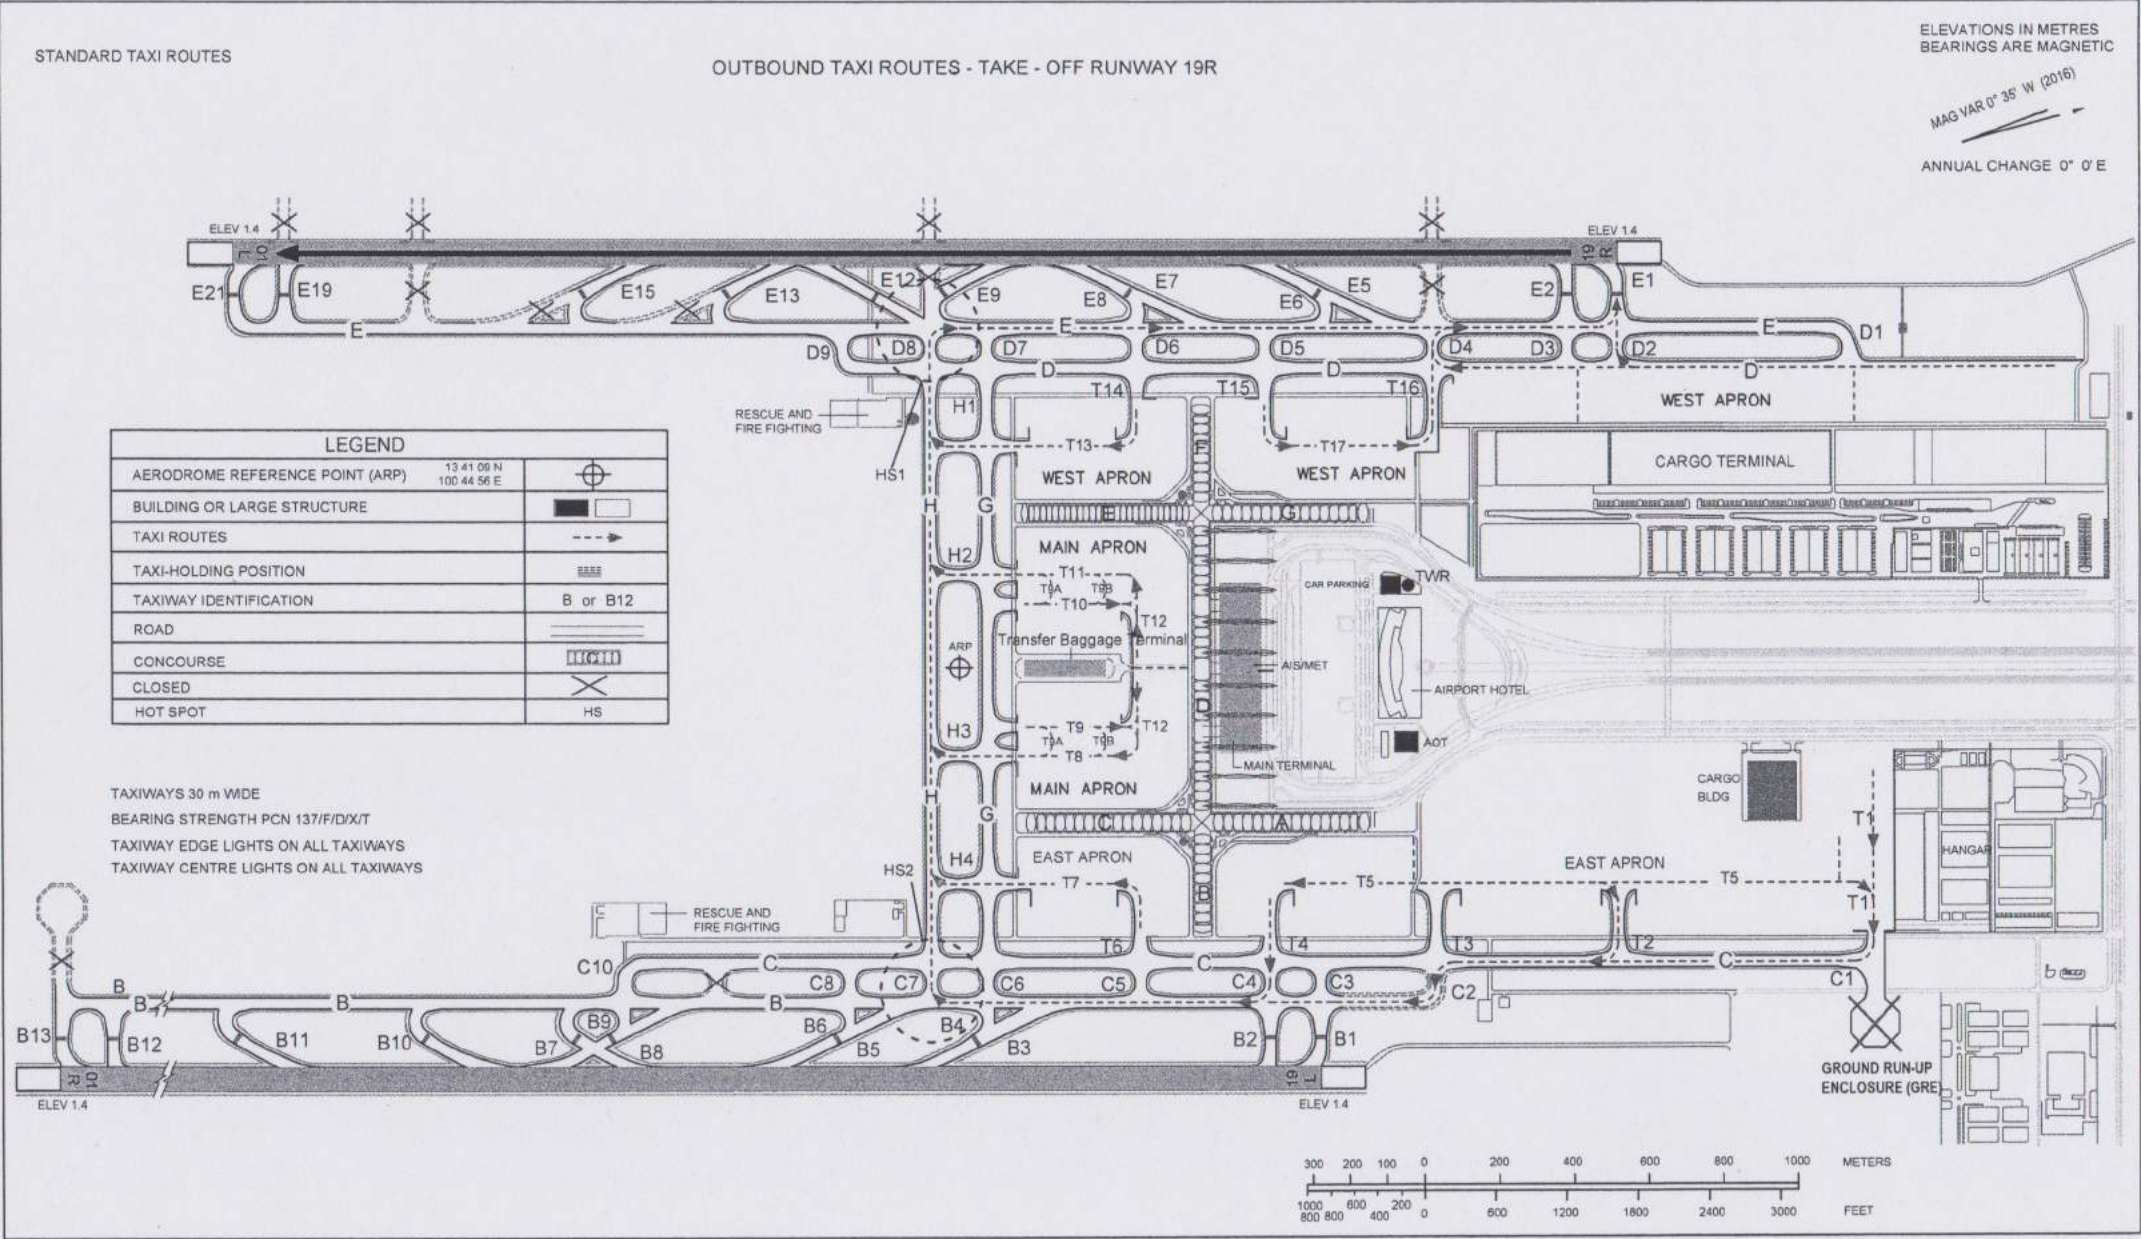 STANDARD TAXI ROUTES
OUTBOUND TAXI ROUTES - TAKE - OFF RUNWAY 19R
ELEVATIONS IN METRES
BEARINGS ARE MAGNETIC
MAG VAR 0° 35' W (2016)
ANNUAL CHANGE 0° 0' E
ELEV 1.4
ELEV 1.4
01 L
19 R
E21
E19
E15
E13
E12
E9
E8
E7
E6
E5
E2
E1
E
E
E
D1
D9
D8
D7
D6
D5
D4
D3
D2
D
D
D
H1
T14
T15
T16
WEST APRON
RESCUE AND
FIRE FIGHTING
T13
F
T17
HS1
WEST APRON
WEST APRON
CARGO TERMINAL
LEGEND
AERODROME REFERENCE POINT (ARP) 13 41 09 N
100 44 56 E
BUILDING OR LARGE STRUCTURE
TAXI ROUTES
TAXI-HOLDING POSITION
TAXIWAY IDENTIFICATION B or B12
ROAD
CONCOURSE C
CLOSED
HOT SPOT HS
H
G
E
G
H2
MAIN APRON
T11
T9A
T9B
T10
CAR PARKING
TWR
T12
Transfer Baggage Terminal
ARP
AIS/MET
AIRPORT HOTEL
D
H3
T9
T12
T9A
T9B
T8
AOT
MAIN TERMINAL
MAIN APRON
CARGO
BLDG
H
G
C
A
T1
HANGAR
TAXIWAYS 30 m WIDE
BEARING STRENGTH PCN 137/F/D/X/T
TAXIWAY EDGE LIGHTS ON ALL TAXIWAYS
TAXIWAY CENTRE LIGHTS ON ALL TAXIWAYS
H4
EAST APRON
EAST APRON
HS2
T7
B
T5
T5
T1
RESCUE AND
FIRE FIGHTING
T6
T4
T3
T2
C10
C
C
C
C8
C7
C6
C5
C4
C3
C2
C1
B
B
B
B
B13
B12
B11
B10
B7
B9
B8
B6
B5
B4
B3
B2
B1
01 R
19 L
ELEV 1.4
ELEV 1.4
GROUND RUN-UP
ENCLOSURE (GRE)
300 200 100 0 200 400 600 800 1000 METERS
1000 600 200
800 800 400 0 600 1200 1800 2400 3000 FEET